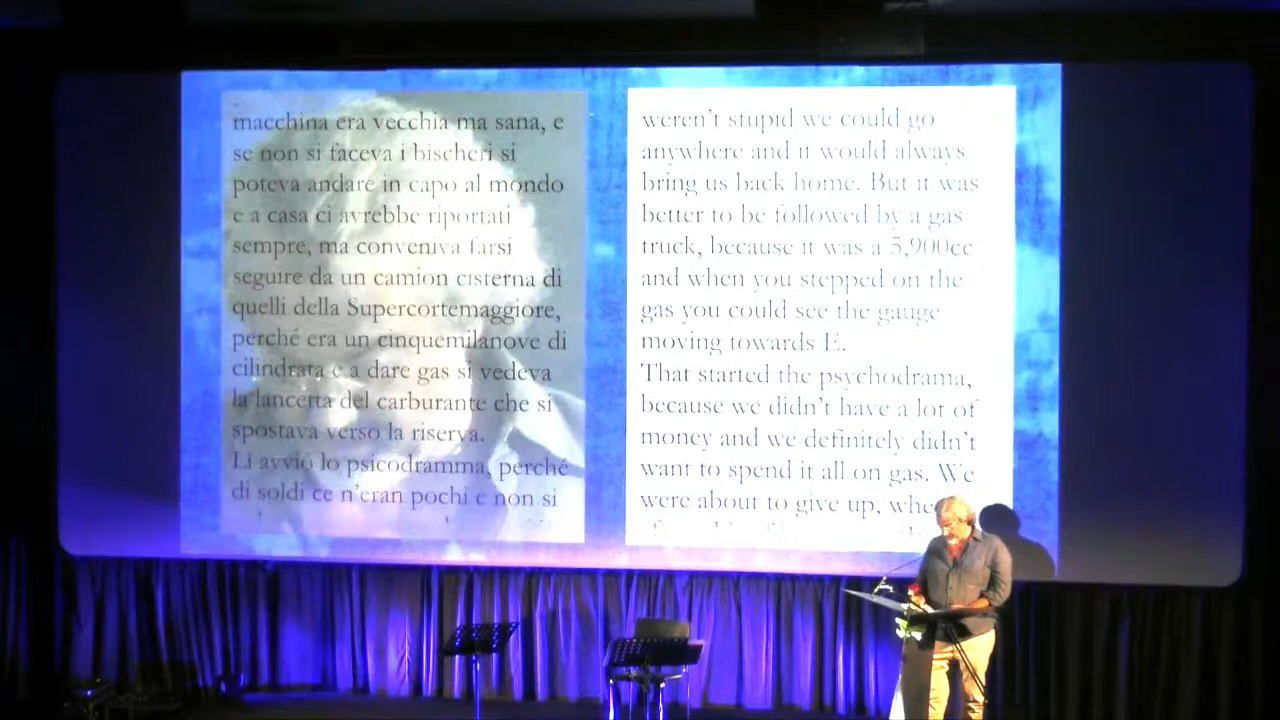 macchina era vecchia ma sana, e
se non si faceva i bischeri si
poteva andare in capo al mondo
e a casa ci avrebbe riportati
sempre, ma conveniva farsi
seguire da un camion cisterna di
quelli della Supercortemaggiore,
perché era un cinquemilanove di
cilindrata e a dare gas si vedeva
la lancetta del carburante che si
spostava verso la riserva.
Lì avviò lo psicodramma, perché
di soldi ce n'eran pochi e non si
weren't stupid we could go
anywhere and it would always
bring us back home. But it was
better to be followed by a gas
truck, because it was a 5,900cc
and when you stepped on the
gas you could see the gauge
moving towards E.
That started the psychodrama,
because we didn't have a lot of
money and we definitely didn't
want to spend it all on gas. We
were about to give up,